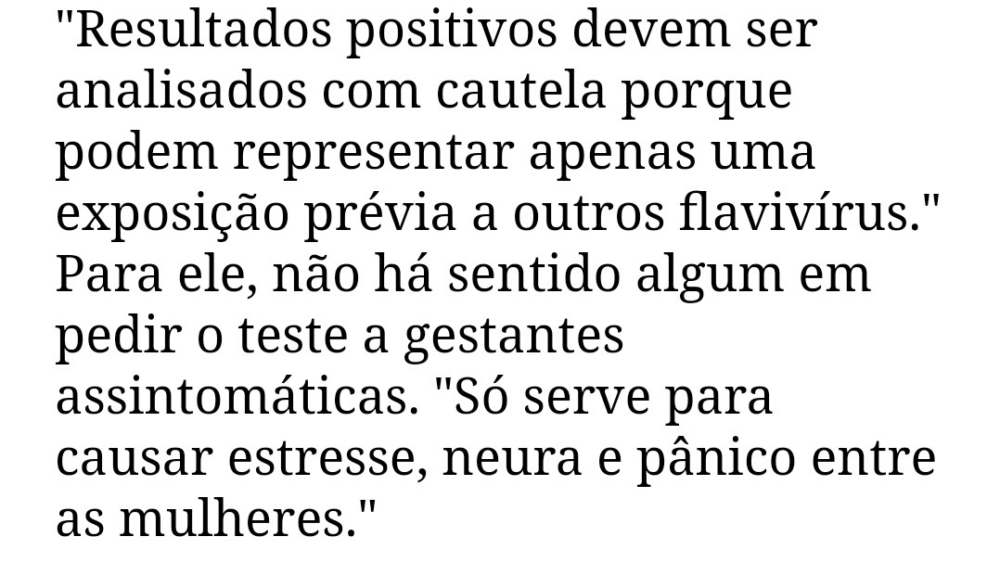 "Resultados positivos devem ser
analisados com cautela porque
podem representar apenas uma
exposição prévia a outros flavivírus."
Para ele, não há sentido algum em
pedir o teste a gestantes
assintomáticas. "Só serve para
causar estresse, neura e pânico entre
as mulheres."